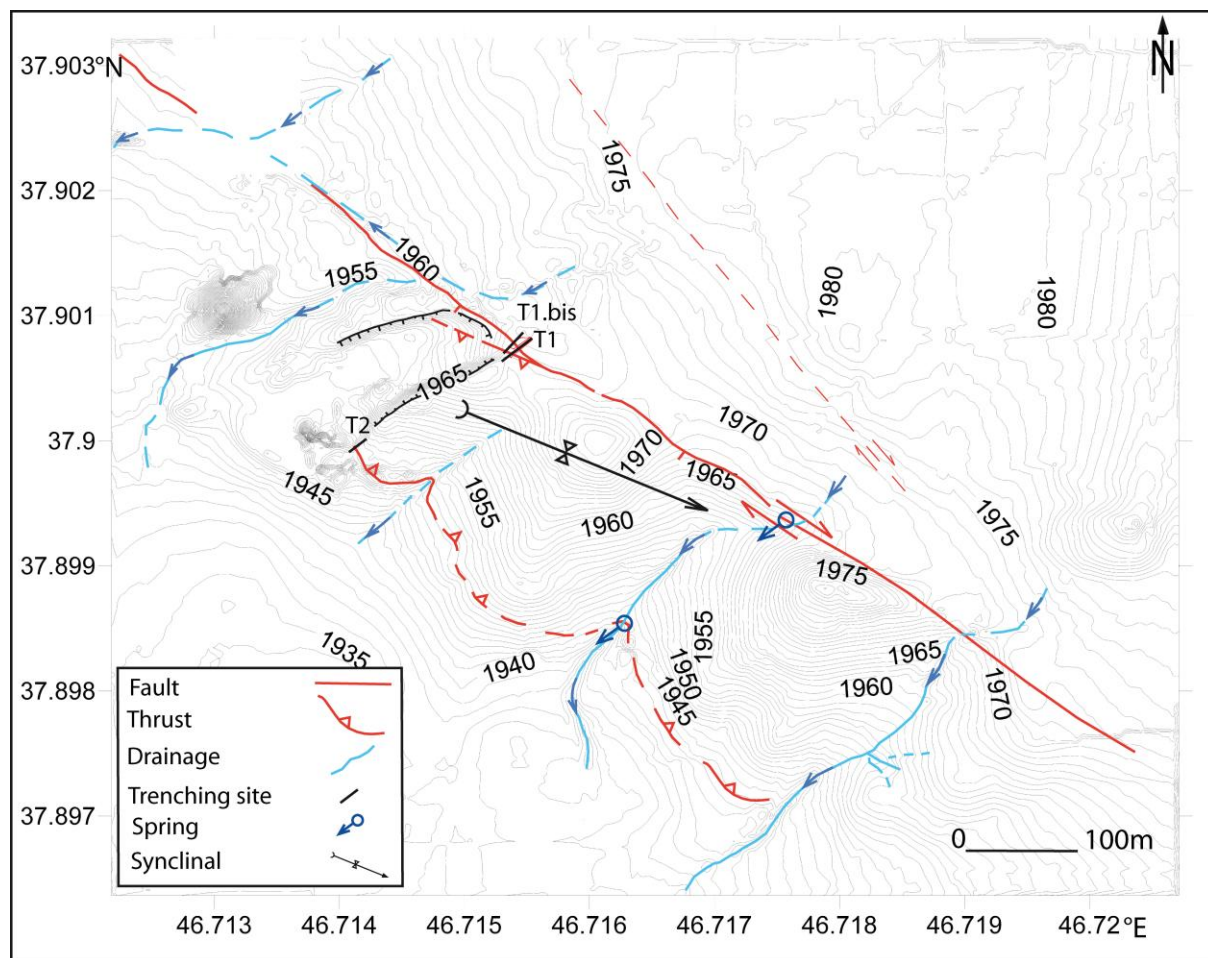 37.903°N
N
1975
37.902
1960
1955
1980
1980
T1.bis
37.901
T1
1965
T2
1970
1970
37.9
1965
1945
1955
1960
1975
37.899
1975
1955
1935
1965
1940
1950
1960
1970
37.898
1945
Fault
Thrust
Drainage
Trenching site
Spring
Synclinal
37.897
0 100m
46.713 46.714 46.715 46.716 46.717 46.718 46.719 46.72 °E